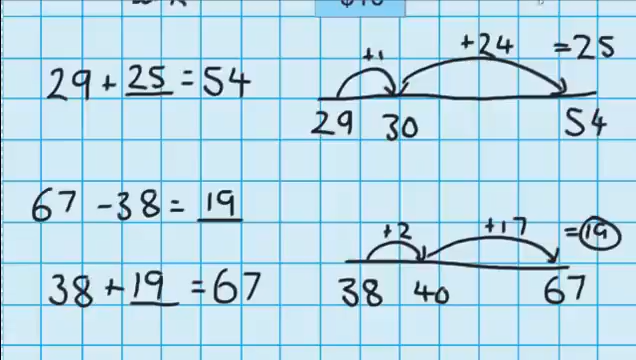 29 + 25 = 54
+1 +24 = 25
29 30 54
67 - 38 = 19
38 + 19 = 67
+2 +17 = 19
38 40 67